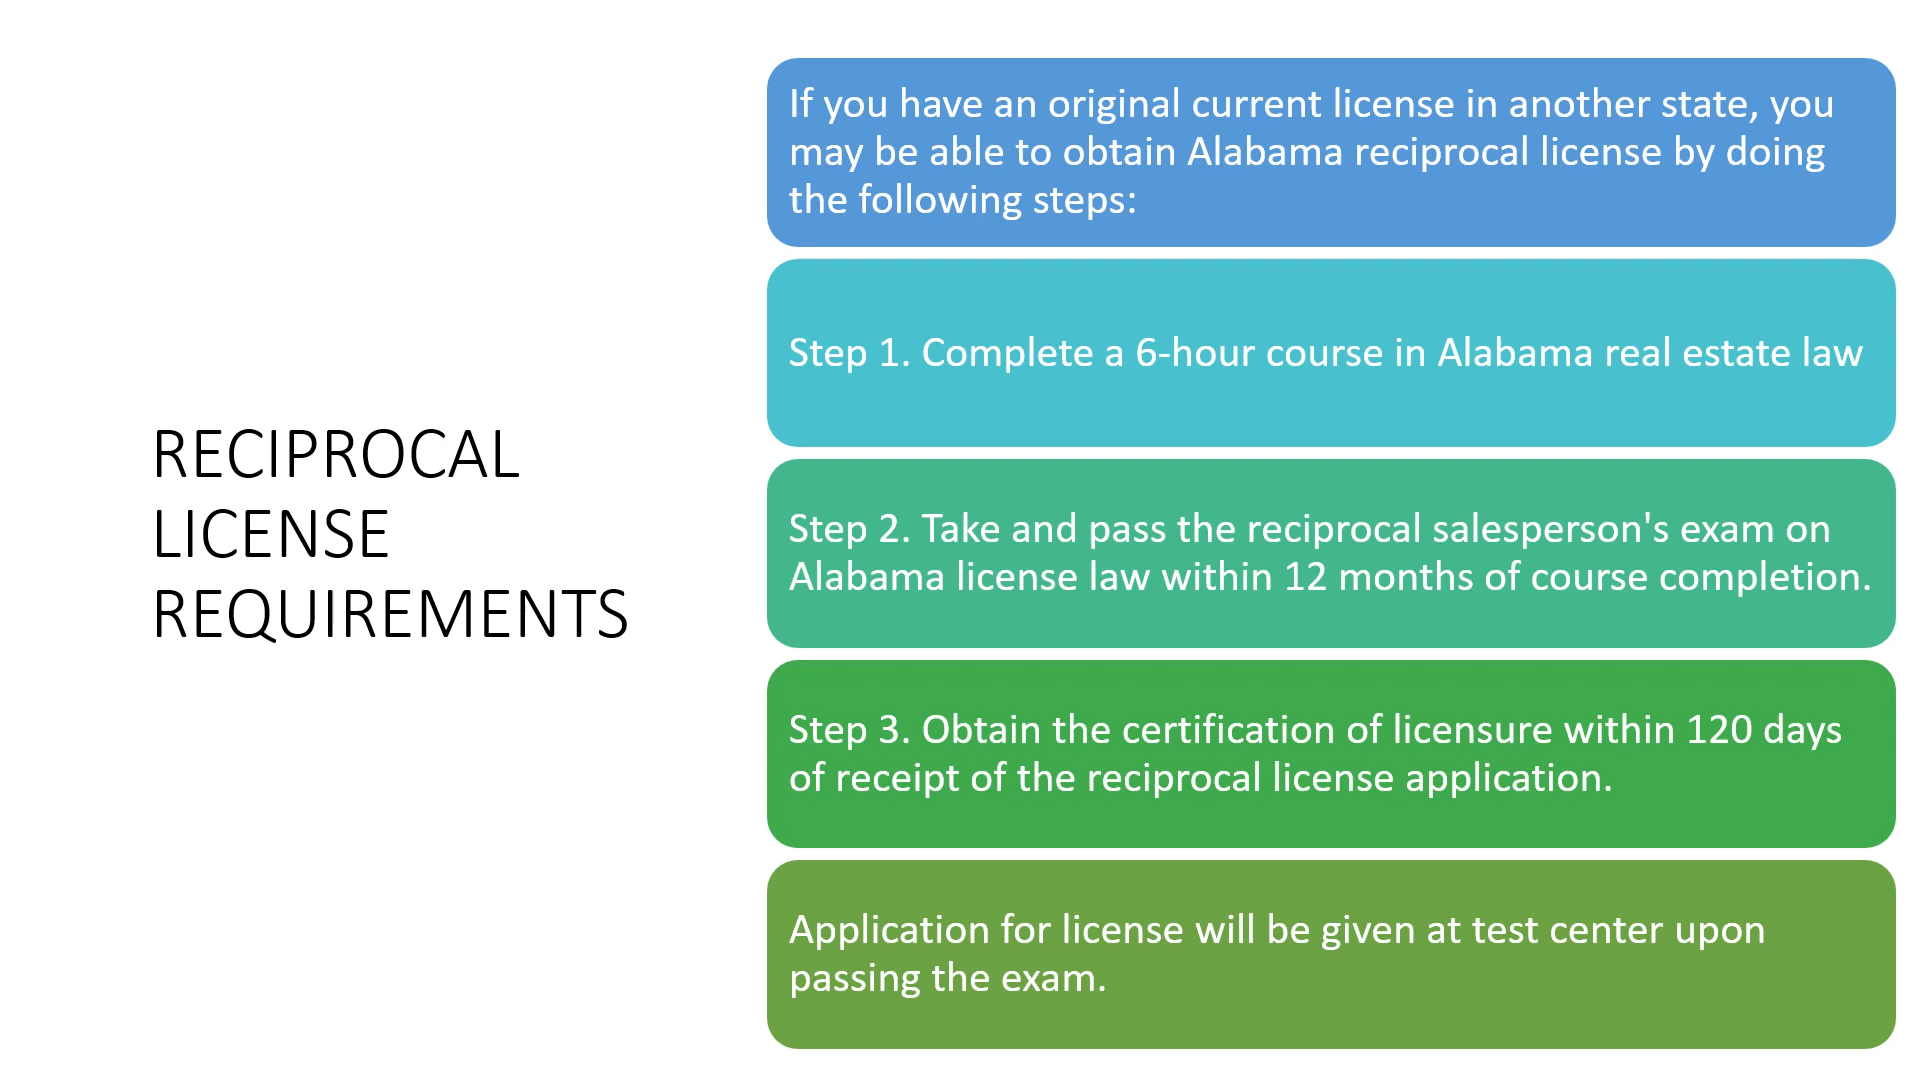 RECIPROCAL
LICENSE
REQUIREMENTS
If you have an original current license in another state, you
may be able to obtain Alabama reciprocal license by doing
the following steps:
Step 1. Complete a 6-hour course in Alabama real estate law
Step 2. Take and pass the reciprocal salesperson's exam on
Alabama license law within 12 months of course completion.
Step 3. Obtain the certification of licensure within 120 days
of receipt of the reciprocal license application.
Application for license will be given at test center upon
passing the exam.